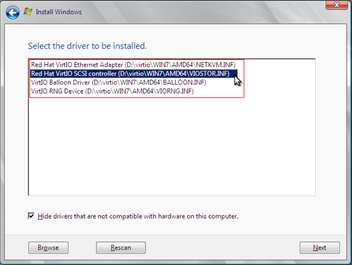 Install Windows
Select the driver to be installed.
Red Hat VirtIO Ethernet Adapter (D:\virtio\WIN7\AMD64\NETKVM.INF)
Red Hat VirtIO SCSI controller (D:\virtio\WIN7\AMD64\VIOSTOR.INF)
VirtIO Balloon Driver (D:\virtio\WIN7\AMD64\BALLOON.INF)
VirtIO RNG Device (D:\virtio\WIN7\AMD64\VIORNG.INF)
Hide drivers that are not compatible with hardware on this computer.
Browse Rescan Next